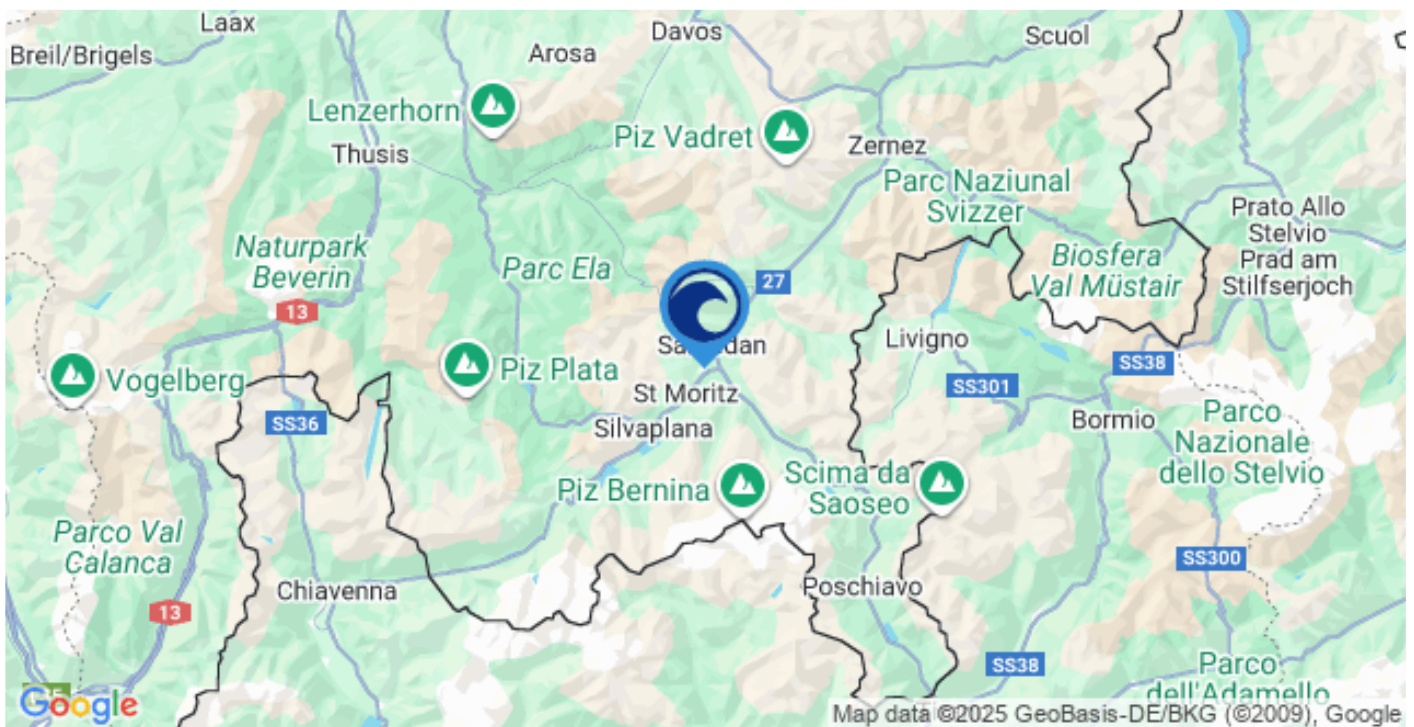 Laax
Davos
Scuol
Breil/Brigels
Arosa
Lenzerhorn
Piz Vadret
Thusis
Zernez
Parc Naziunal
Svizzer
Prato Allo
Stelvio
Prad am
Stilfserjoch
Naturpark
Beverin
Parc Ela
27
Biosfera
Val Müstair
13
Livigno
Vogelberg
Piz Plata
St Moritz
SS301
SS38
SS36
Silvaplana
Bormio
Parco
Nazionale
dello Stelvio
Piz Bernina
Scima da
Saoseo
Parco Val
Calanca
SS300
Chiavenna
Poschiavo
13
SS38
Parco
dell'Adamello
Google
Map data ©2025 GeoBasis-DE/BKG (©2009), Google